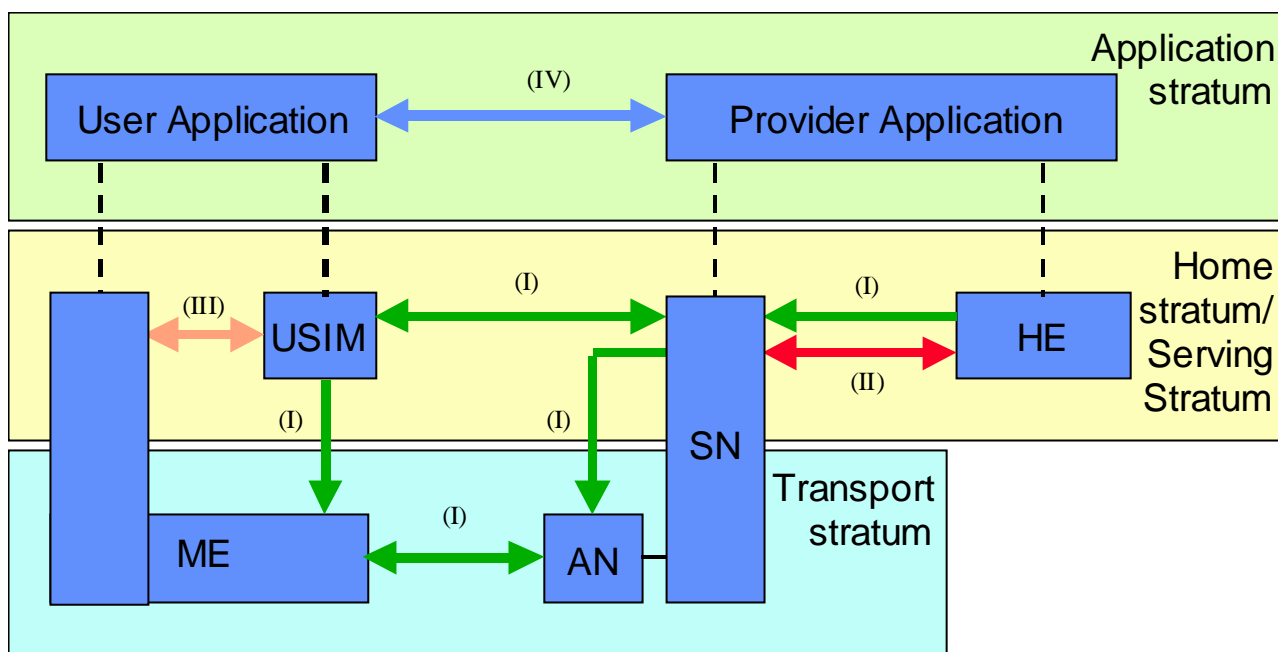 Application
stratum
(IV)
User Application
Provider Application
Home
stratum/
Serving
Stratum
(I)
(I)
(III)
USIM
HE
(II)
(I)
(I)
SN
Transport
stratum
(I)
ME
AN